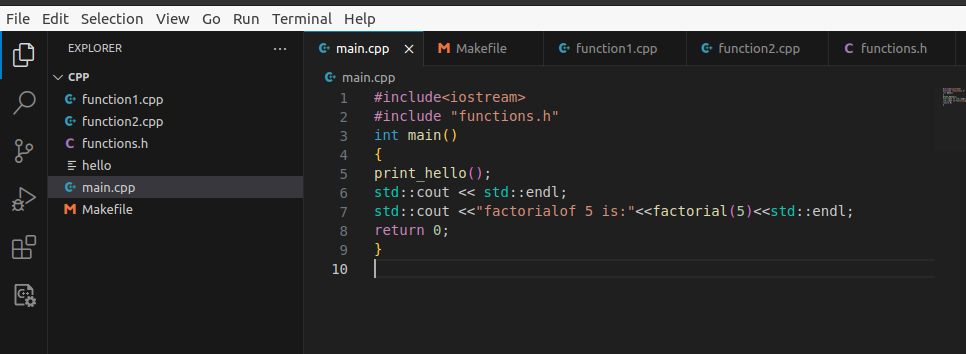 File Edit Selection View Go Run Terminal Help
EXPLORER ...
CPP
function1.cpp
function2.cpp
functions.h
hello
main.cpp
Makefile
main.cpp Makefile function1.cpp function2.cpp functions.h
main.cpp
1 #include<iostream>
2 #include "functions.h"
3 int main()
4 {
5 print_hello();
6 std::cout << std::endl;
7 std::cout <<"factorialof 5 is:"<<factorial(5)<<std::endl;
8 return 0;
9 }
10